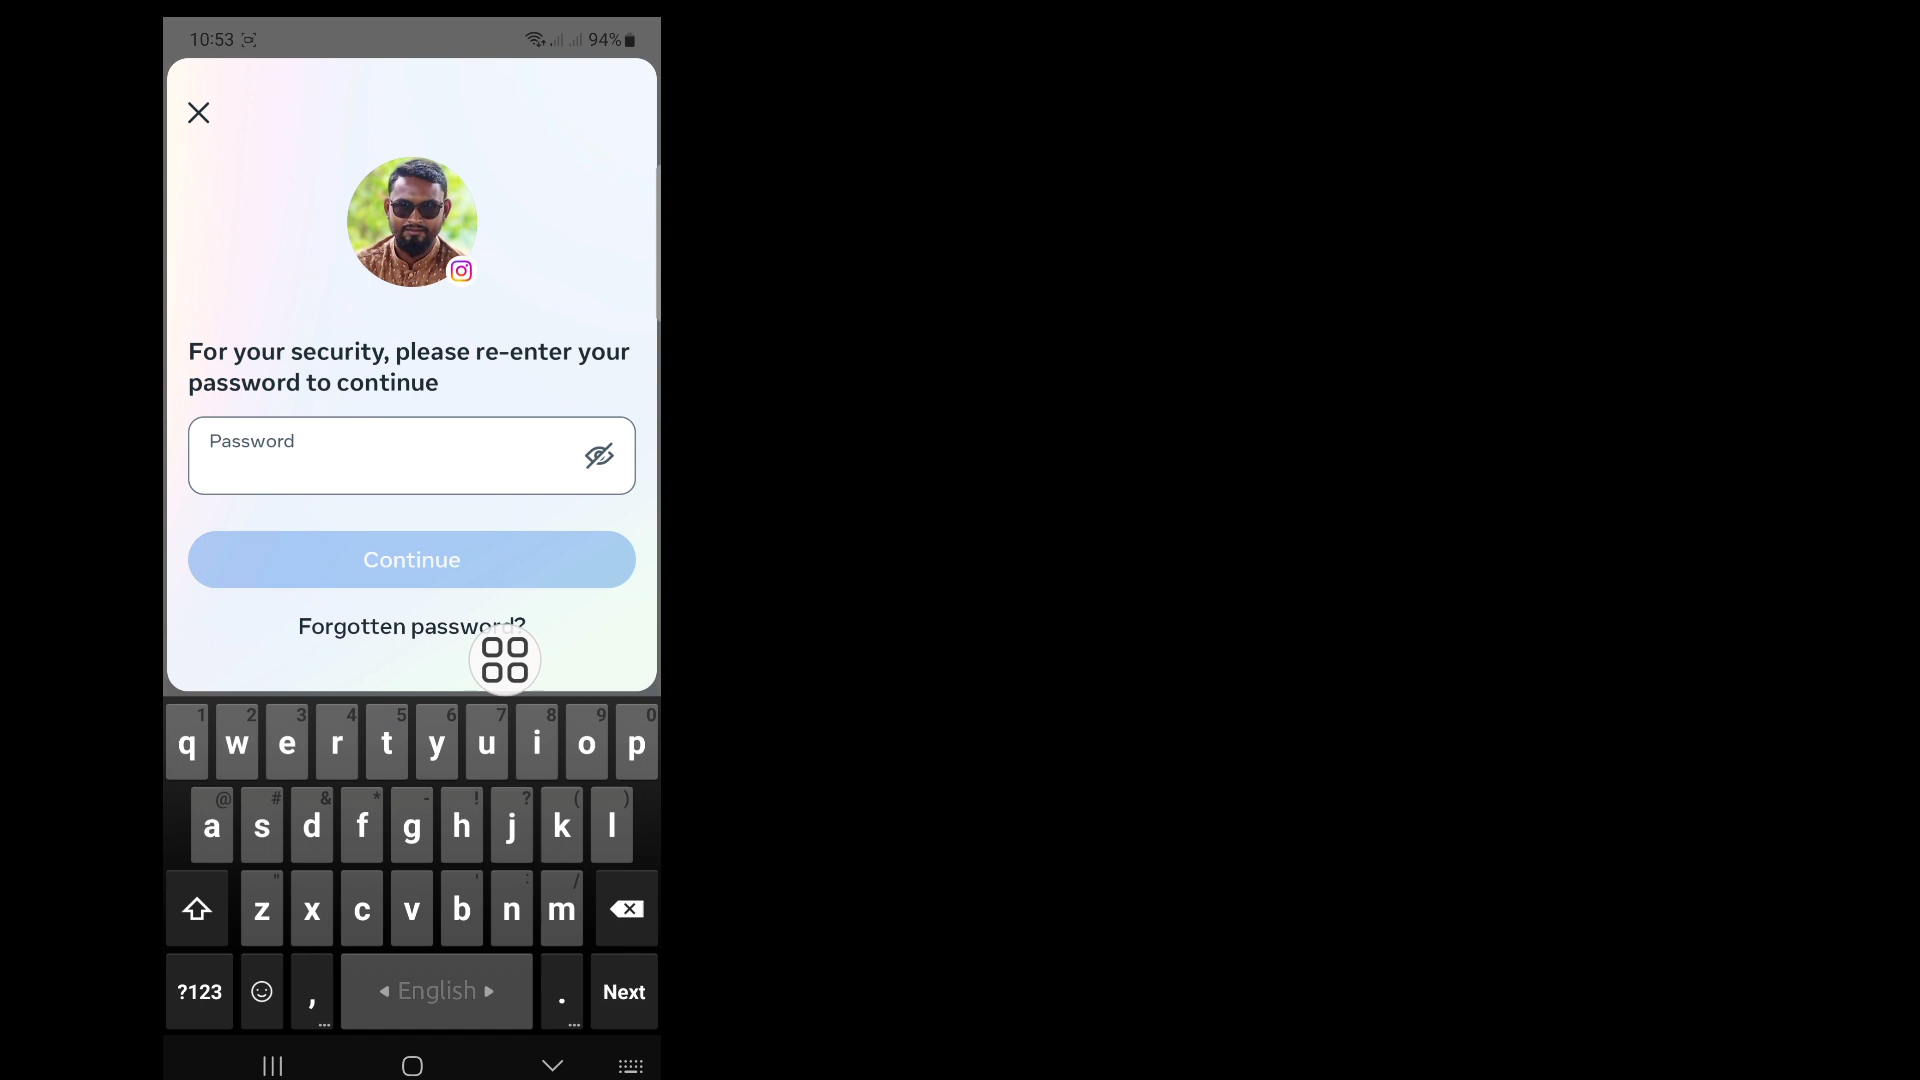 10:53 94%
For your security, please re-enter your
password to continue
Password
Continue
Forgotten password?
1 2 3 4 5 6 7 8 9 0
q w e r t y u i o p
@ # & * - ! ? ( )
a s d f g h j k l
" ' : /
z x c v b n m
?123 , English . Next